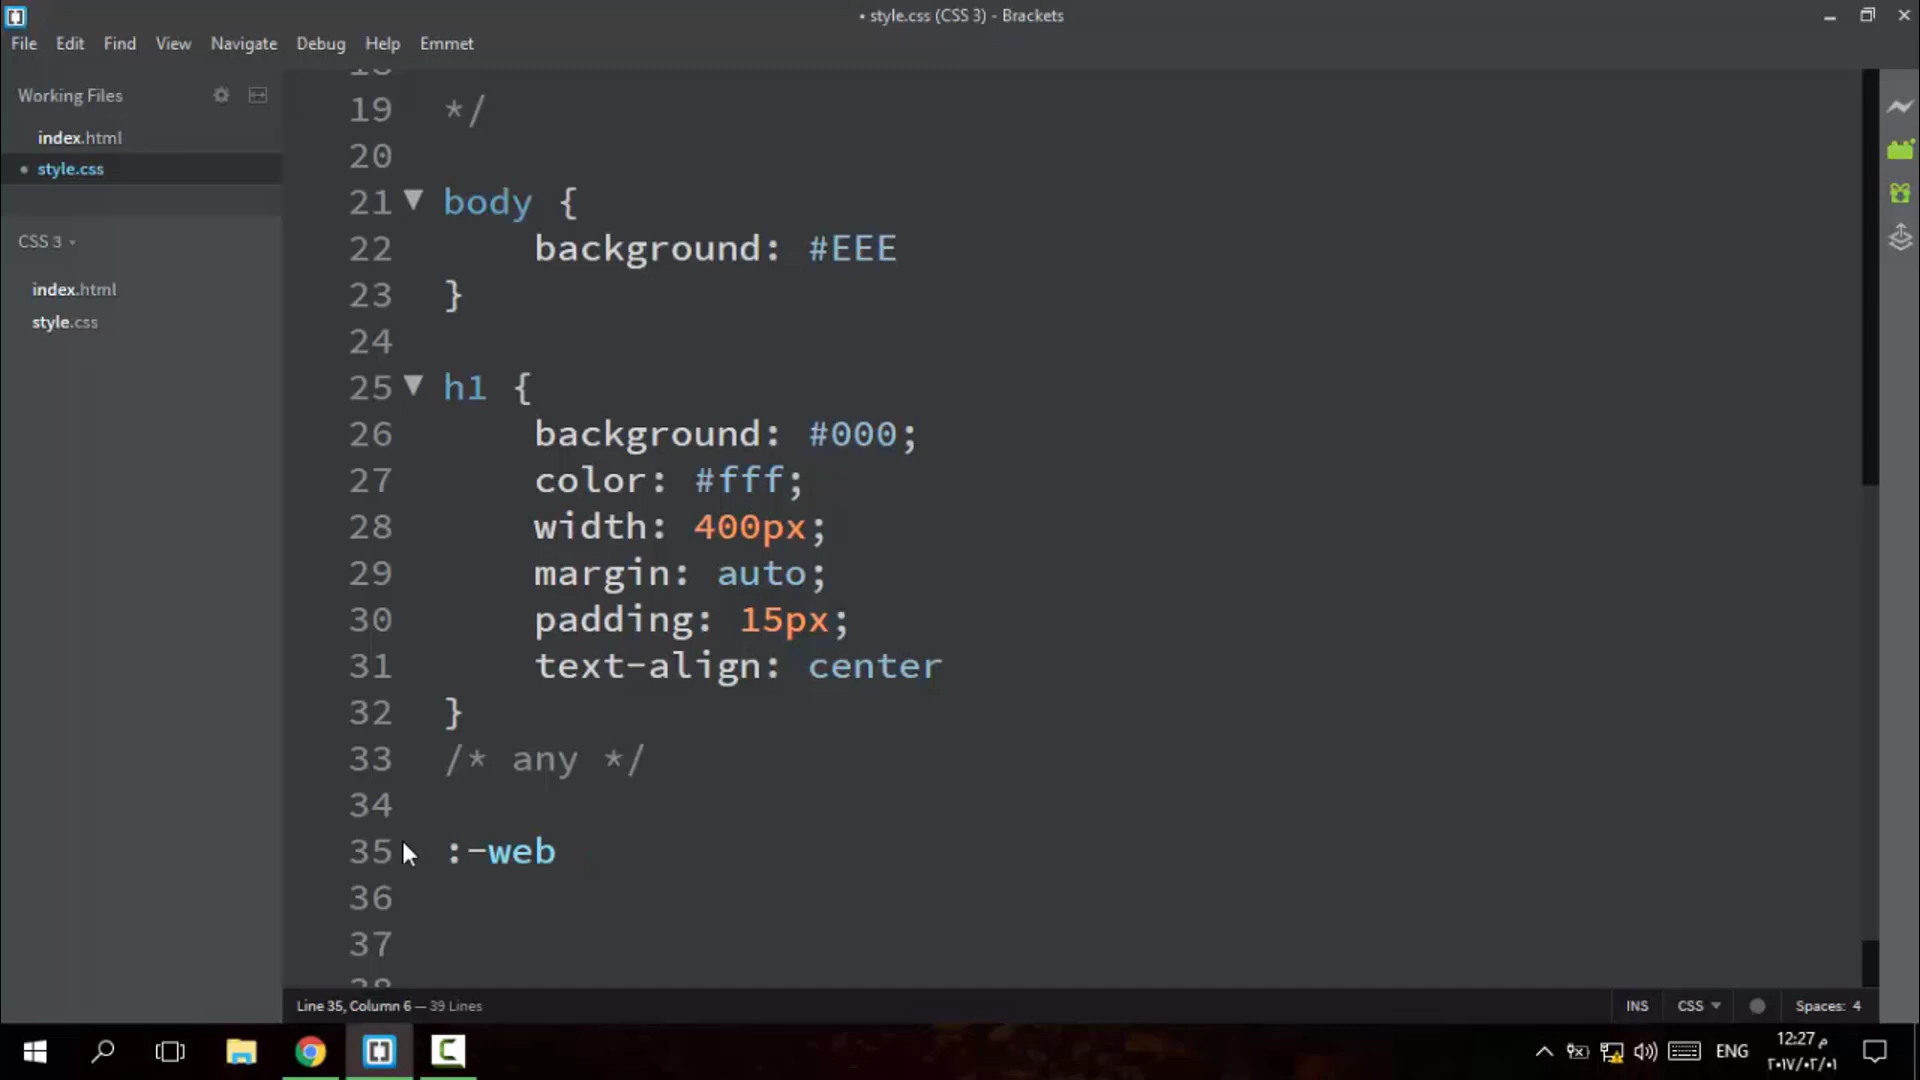 • style.css (CSS 3) - Brackets
File Edit Find View Navigate Debug Help Emmet
Working Files
index.html
• style.css
CSS 3
index.html
style.css
19 */
20
21 body {
22 background: #EEE
23 }
24
25 h1 {
26 background: #000;
27 color: #fff;
28 width: 400px;
29 margin: auto;
30 padding: 15px;
31 text-align: center
32 }
33 /* any */
34
35 :-web
36
37
Line 35, Column 6 — 39 Lines
INS CSS Spaces: 4
ENG
12:27 م
٢٠١٧/٠٢/٠١